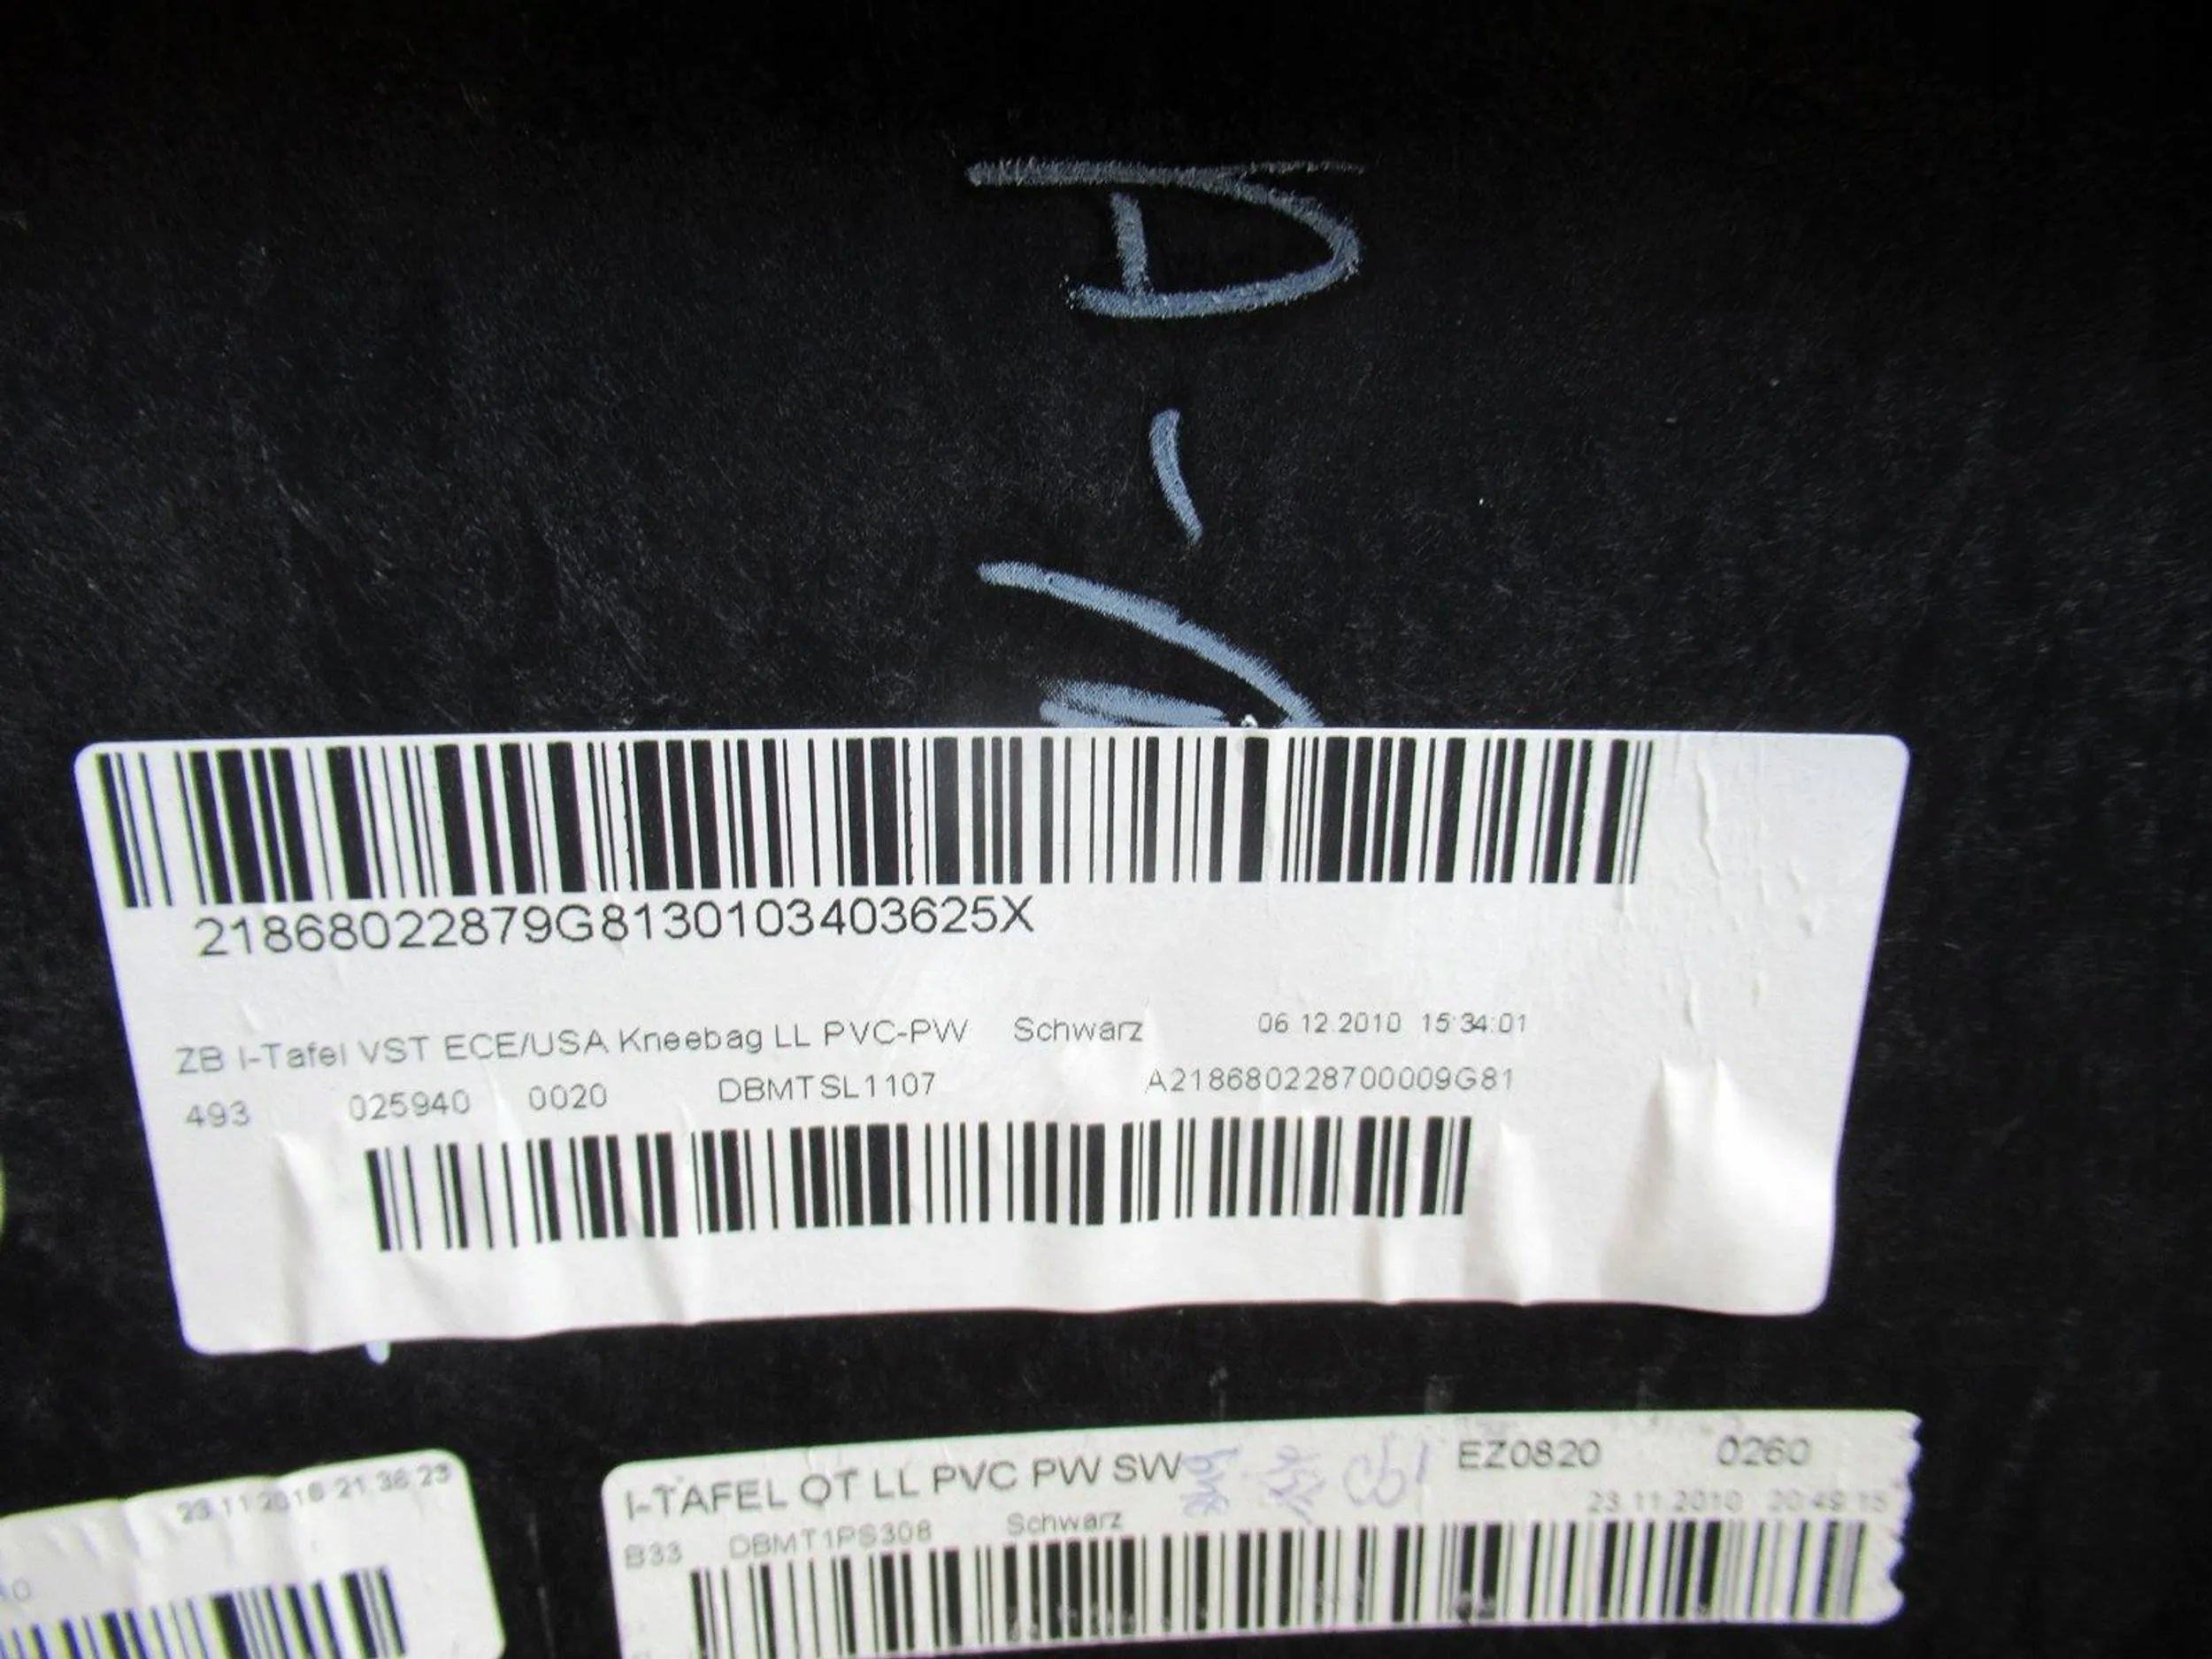 D -
21868022879G8130103403625X
ZB I-Tafel VST ECE/USA Kneebag LL PVC-PW Schwarz 06.12.2010 15:34:01
493 025940 0020 DBMTSL1107 A218680228700009G81
23.11.2010 21:36:23
I-TAFEL OT LL PVC PW SW EZ0820 0260
B33 DBMT1PS308 Schwarz 23.11.2010 20:49:15